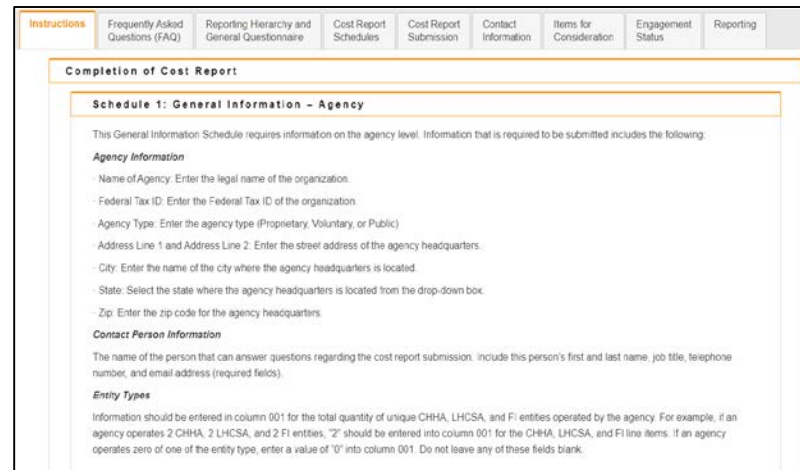 Instructions
Frequently Asked
Questions (FAQ)
Reporting Hierarchy and
General Questionnaire
Cost Report
Schedules
Cost Report
Submission
Contact
Information
Items for
Consideration
Engagement
Status
Reporting
Completion of Cost Report
Schedule 1: General Information – Agency
This General Information Schedule requires information on the agency level. Information that is required to be submitted includes the following:
Agency Information
· Name of Agency: Enter the legal name of the organization.
· Federal Tax ID: Enter the Federal Tax ID of the organization.
· Agency Type: Enter the agency type (Proprietary, Voluntary, or Public)
· Address Line 1 and Address Line 2: Enter the street address of the agency headquarters.
· City: Enter the name of the city where the agency headquarters is located.
· State: Select the state where the agency headquarters is located from the drop-down box.
· Zip: Enter the zip code for the agency headquarters.
Contact Person Information
The name of the person that can answer questions regarding the cost report submission. Include this person's first and last name, job title, telephone
number, and email address (required fields).
Entity Types
Information should be entered in column 001 for the total quantity of unique CHHA, LHCSA, and FI entities operated by the agency. For example, if an
agency operates 2 CHHA, 2 LHCSA, and 2 FI entities, "2" should be entered into column 001 for the CHHA, LHCSA, and FI line items. If an agency
operates zero of one of the entity type, enter a value of "0" into column 001. Do not leave any of these fields blank.